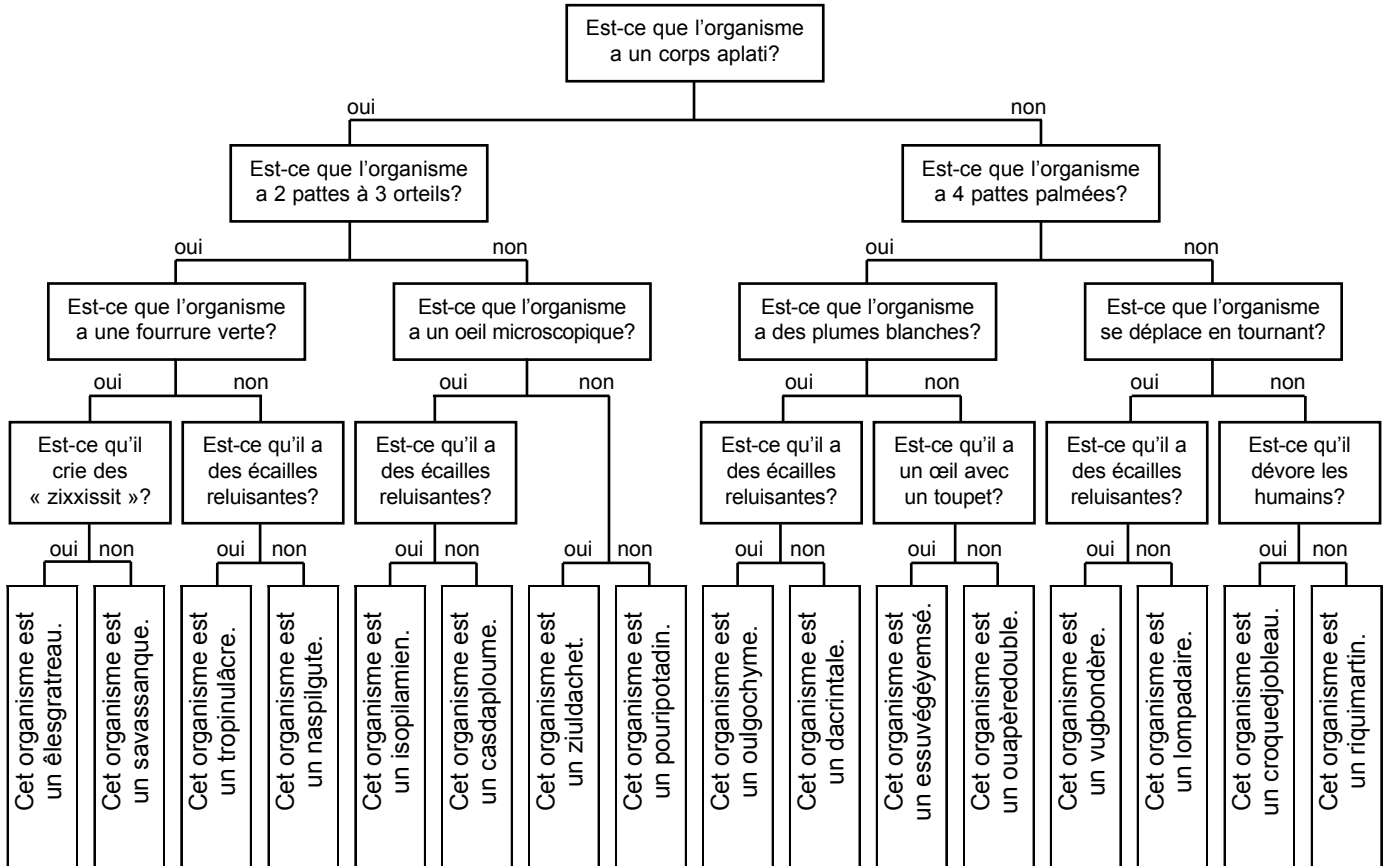 Est-ce que l'organisme
a un corps aplati?
oui
non
Est-ce que l'organisme
a 2 pattes à 3 orteils?
Est-ce que l'organisme
a 4 pattes palmées?
oui
non
oui
non
Est-ce que l'organisme
a une fourrure verte?
Est-ce que l'organisme
a un oeil microscopique?
Est-ce que l'organisme
a des plumes blanches?
Est-ce que l'organisme
se déplace en tournant?
oui
non
oui
non
oui
non
oui
non
Est-ce qu'il
crie des
« zixxissit »?
Est-ce qu'il a
des écailles
reluisantes?
Est-ce qu'il a
des écailles
reluisantes?
Est-ce qu'il a
des écailles
reluisantes?
Est-ce qu'il a
un œil avec
un toupet?
Est-ce qu'il a
des écailles
reluisantes?
Est-ce qu'il
dévore les
humains?
oui
non
oui
non
oui
non
oui
non
oui
non
oui
non
oui
non
oui
non
Cet organisme est
un êlesgratreau.
Cet organisme est
un savassanque.
Cet organisme est
un tropinulâcre.
Cet organisme est
un naspilgute.
Cet organisme est
un isopilamien.
Cet organisme est
un casdaploume.
Cet organisme est
un ziuldachet.
Cet organisme est
un pouripotadin.
Cet organisme est
un oulgochyme.
Cet organisme est
un dacrintale.
Cet organisme est
un essuvégéyemsé.
Cet organisme est
un ouapèredouble.
Cet organisme est
un vugbondère.
Cet organisme est
un lompadaire.
Cet organisme est
un croquedjobleau.
Cet organisme est
un riquimartin.